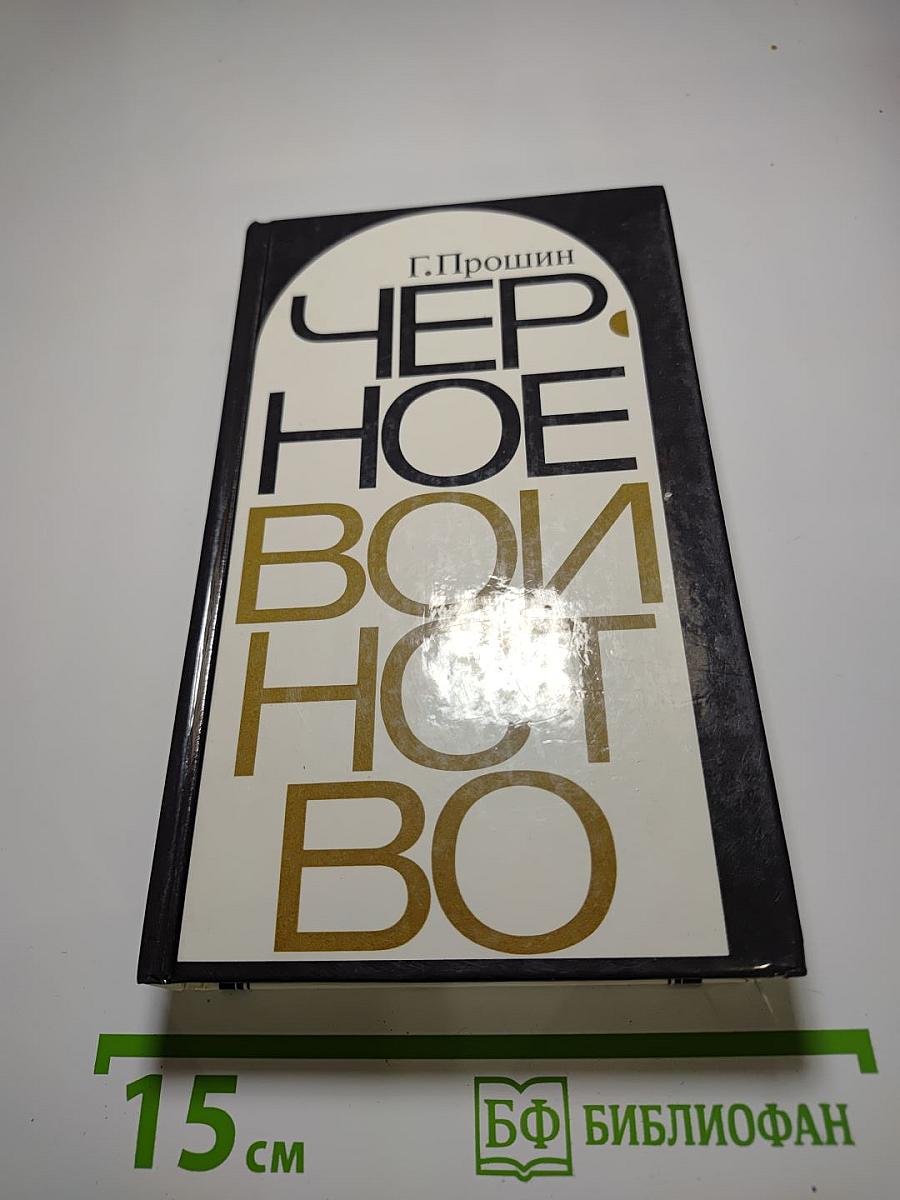 Г.Прошин
ЧЕР
НОЕ
ВОИ
НСТ
ВО
15 см
БФ БИБЛИОФАН